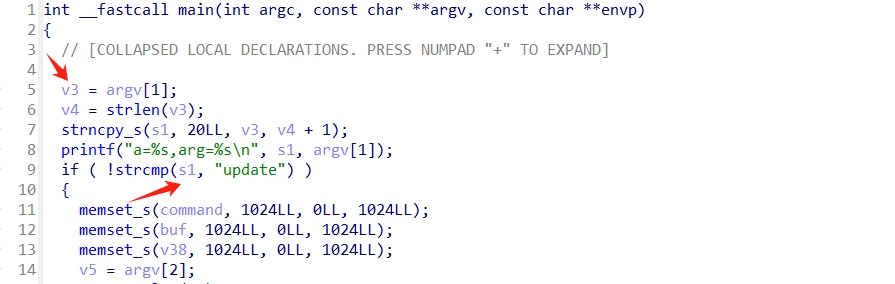 1 int __fastcall main(int argc, const char **argv, const char **envp)
2 {
3 // [COLLAPSED LOCAL DECLARATIONS. PRESS NUMPAD "+" TO EXPAND]
4
5 v3 = argv[1];
6 v4 = strlen(v3);
7 strncpy_s(s1, 20LL, v3, v4 + 1);
8 printf("a=%s,arg=%s\n", s1, argv[1]);
9 if ( !strcmp(s1, "update") )
10 {
11 memset_s(command, 1024LL, 0LL, 1024LL);
12 memset_s(buf, 1024LL, 0LL, 1024LL);
13 memset_s(v38, 1024LL, 0LL, 1024LL);
14 v5 = argv[2];